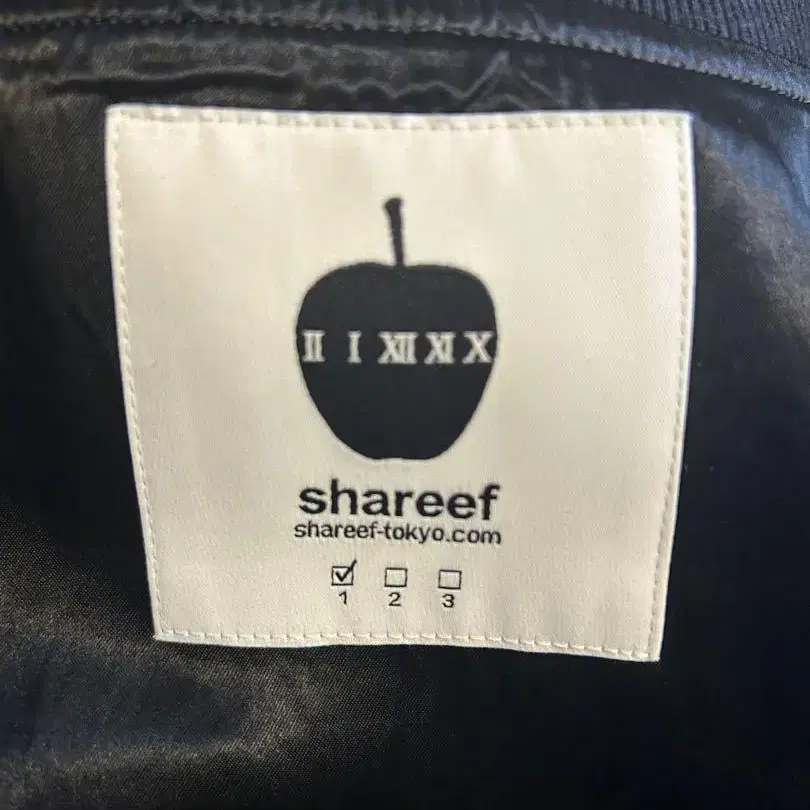 II I XII XI X
shareef
shareef-tokyo.com
☑ ☐ ☐
1 2 3